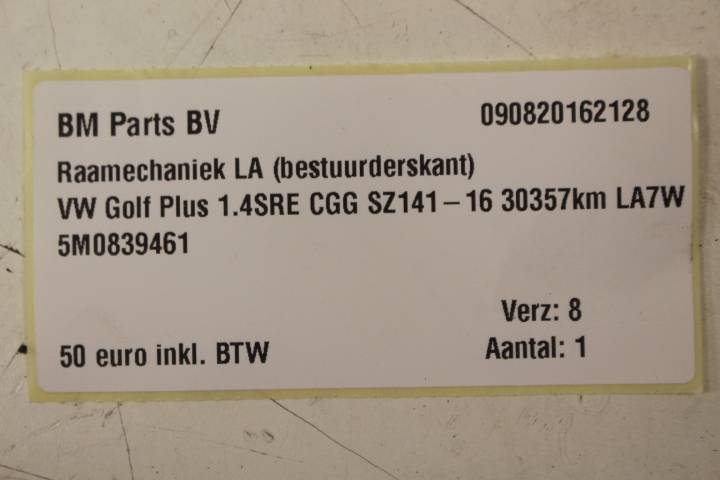 BM Parts BV 090820162128
Raamechaniek LA (bestuurderskant)
VW Golf Plus 1.4SRE CGG SZ141-16 30357km LA7W
5M0839461
Verz: 8
50 euro inkl. BTW Aantal: 1